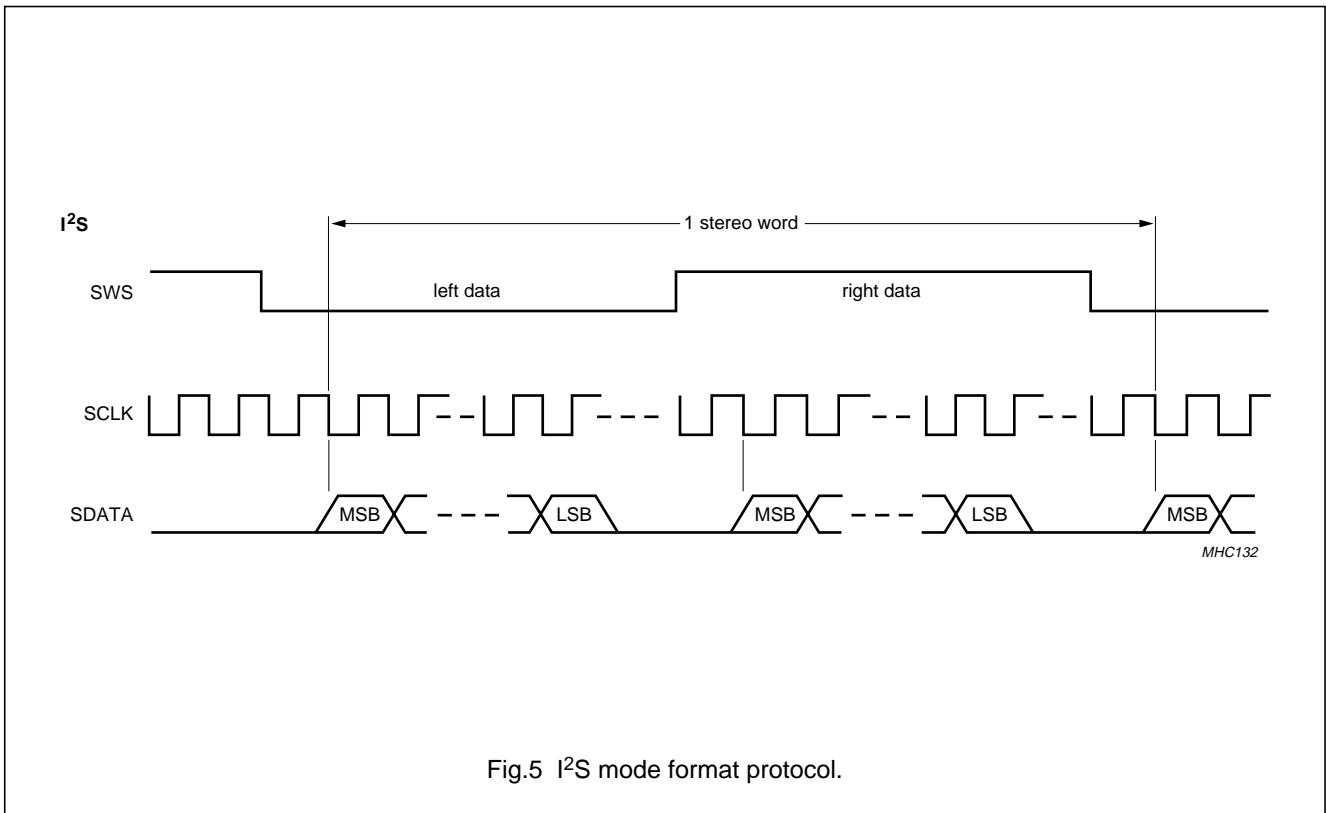 I²S
1 stereo word
SWS
left data
right data
SCLK
SDATA
MSB
LSB
MSB
LSB
MSB
MHC132
Fig.5 I²S mode format protocol.